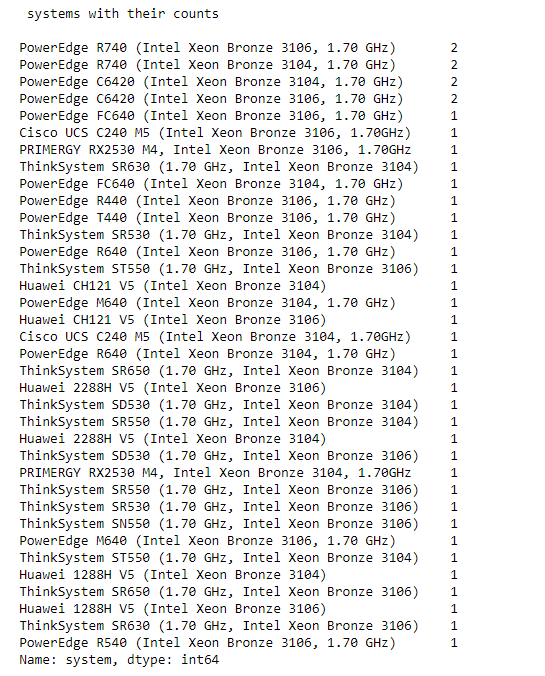 systems with their counts
PowerEdge R740 (Intel Xeon Bronze 3106, 1.70 GHz) 2
PowerEdge R740 (Intel Xeon Bronze 3104, 1.70 GHz) 2
PowerEdge C6420 (Intel Xeon Bronze 3104, 1.70 GHz) 2
PowerEdge C6420 (Intel Xeon Bronze 3106, 1.70 GHz) 2
PowerEdge FC640 (Intel Xeon Bronze 3106, 1.70 GHz) 1
Cisco UCS C240 M5 (Intel Xeon Bronze 3106, 1.70GHz) 1
PRIMERGY RX2530 M4, Intel Xeon Bronze 3106, 1.70GHz 1
ThinkSystem SR630 (1.70 GHz, Intel Xeon Bronze 3104) 1
PowerEdge FC640 (Intel Xeon Bronze 3104, 1.70 GHz) 1
PowerEdge R440 (Intel Xeon Bronze 3106, 1.70 GHz) 1
PowerEdge T440 (Intel Xeon Bronze 3106, 1.70 GHz) 1
ThinkSystem SR530 (1.70 GHz, Intel Xeon Bronze 3104) 1
PowerEdge R640 (Intel Xeon Bronze 3106, 1.70 GHz) 1
ThinkSystem ST550 (1.70 GHz, Intel Xeon Bronze 3106) 1
Huawei CH121 V5 (Intel Xeon Bronze 3104) 1
PowerEdge M640 (Intel Xeon Bronze 3104, 1.70 GHz) 1
Huawei CH121 V5 (Intel Xeon Bronze 3106) 1
Cisco UCS C240 M5 (Intel Xeon Bronze 3104, 1.70GHz) 1
PowerEdge R640 (Intel Xeon Bronze 3104, 1.70 GHz) 1
ThinkSystem SR650 (1.70 GHz, Intel Xeon Bronze 3104) 1
Huawei 2288H V5 (Intel Xeon Bronze 3106) 1
ThinkSystem SD530 (1.70 GHz, Intel Xeon Bronze 3104) 1
ThinkSystem SR550 (1.70 GHz, Intel Xeon Bronze 3104) 1
Huawei 2288H V5 (Intel Xeon Bronze 3104) 1
ThinkSystem SD530 (1.70 GHz, Intel Xeon Bronze 3106) 1
PRIMERGY RX2530 M4, Intel Xeon Bronze 3104, 1.70GHz 1
ThinkSystem SR550 (1.70 GHz, Intel Xeon Bronze 3106) 1
ThinkSystem SR530 (1.70 GHz, Intel Xeon Bronze 3106) 1
ThinkSystem SN550 (1.70 GHz, Intel Xeon Bronze 3106) 1
PowerEdge M640 (Intel Xeon Bronze 3106, 1.70 GHz) 1
ThinkSystem ST550 (1.70 GHz, Intel Xeon Bronze 3104) 1
Huawei 1288H V5 (Intel Xeon Bronze 3104) 1
ThinkSystem SR650 (1.70 GHz, Intel Xeon Bronze 3106) 1
Huawei 1288H V5 (Intel Xeon Bronze 3106) 1
ThinkSystem SR630 (1.70 GHz, Intel Xeon Bronze 3106) 1
PowerEdge R540 (Intel Xeon Bronze 3106, 1.70 GHz) 1
Name: system, dtype: int64